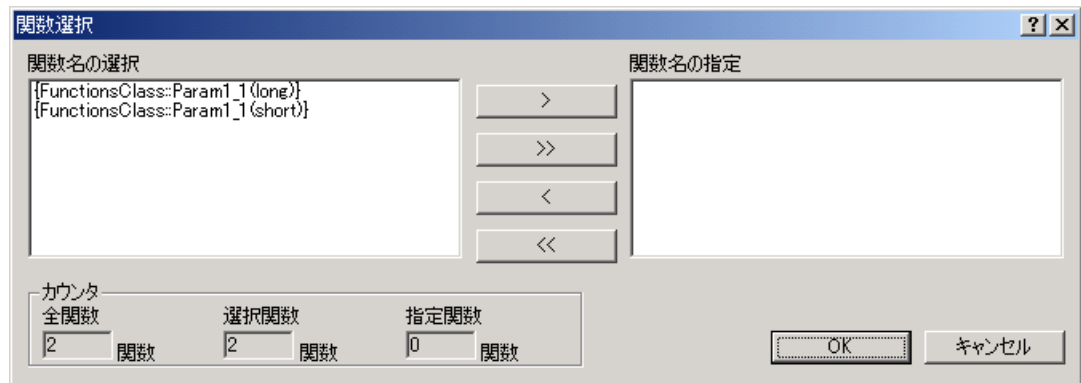 関数選択
関数名の選択
関数名の指定
{FunctionsClass::Param1_1(long)}
{FunctionsClass::Param1_1(short)}
>
>>
<
<<
カウンタ
全関数
選択関数
指定関数
2 関数
2 関数
0 関数
OK
キャンセル